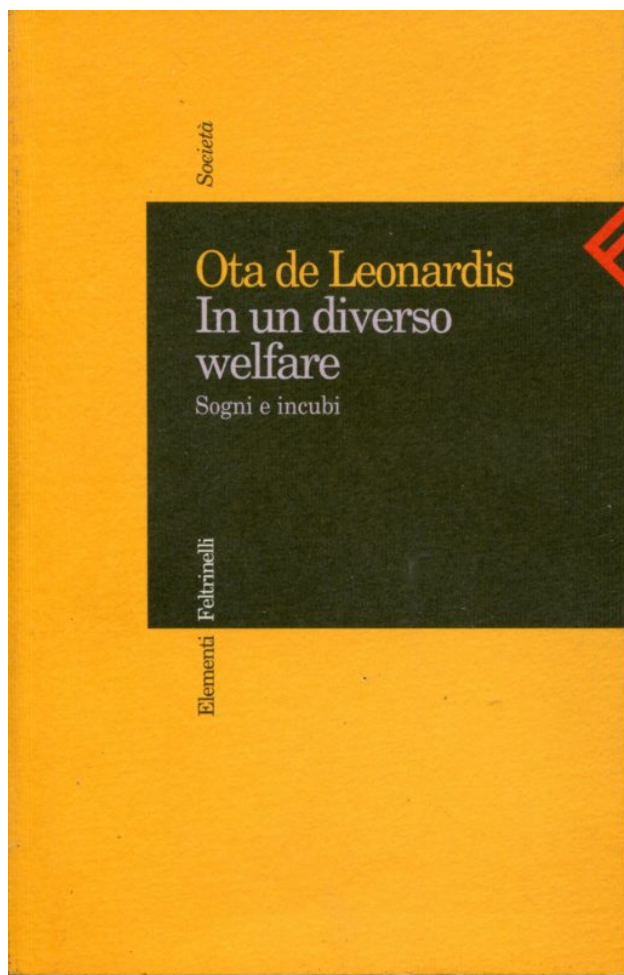 Società
Ota de Leonardis
In un diverso
welfare
Sogni e incubi
Elementi Feltrinelli